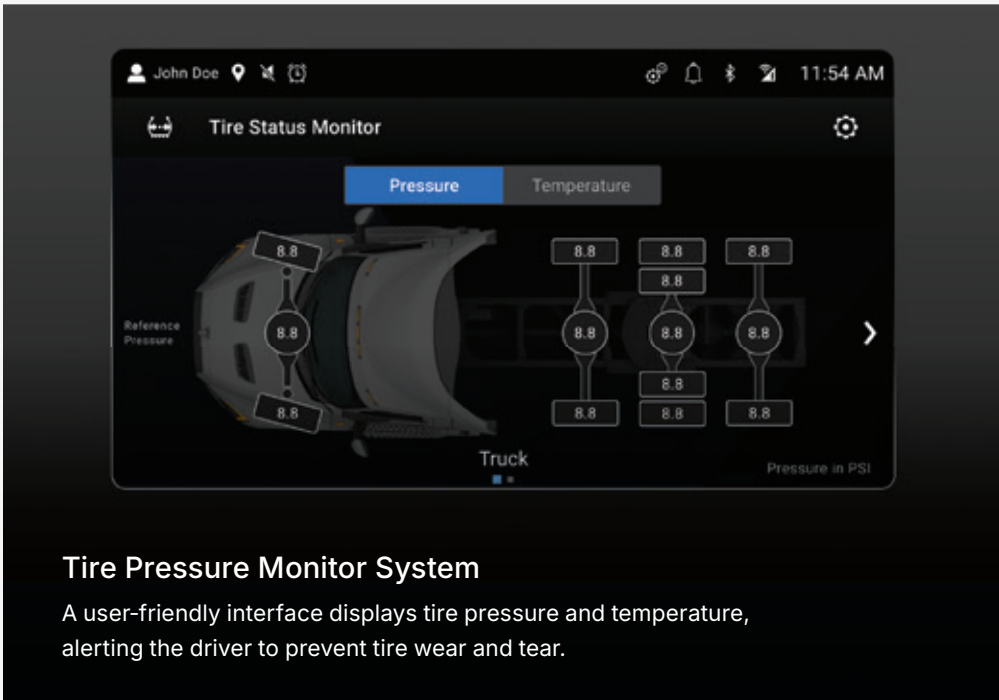 John Doe 11:54 AM
Tire Status Monitor
Pressure Temperature
8.8 8.8 8.8 8.8
8.8
Reference
Pressure
8.8 8.8 8.8 8.8
8.8
8.8 8.8 8.8 8.8
Truck
Pressure in PSI
Tire Pressure Monitor System
A user-friendly interface displays tire pressure and temperature,
alerting the driver to prevent tire wear and tear.